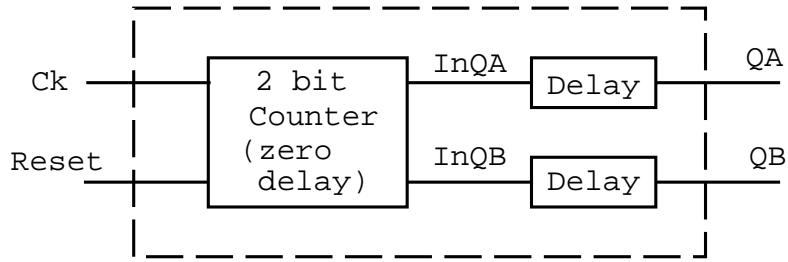 Ck
Reset
2 bit
Counter
(zero
delay)
InQA
Delay
QA
InQB
Delay
QB